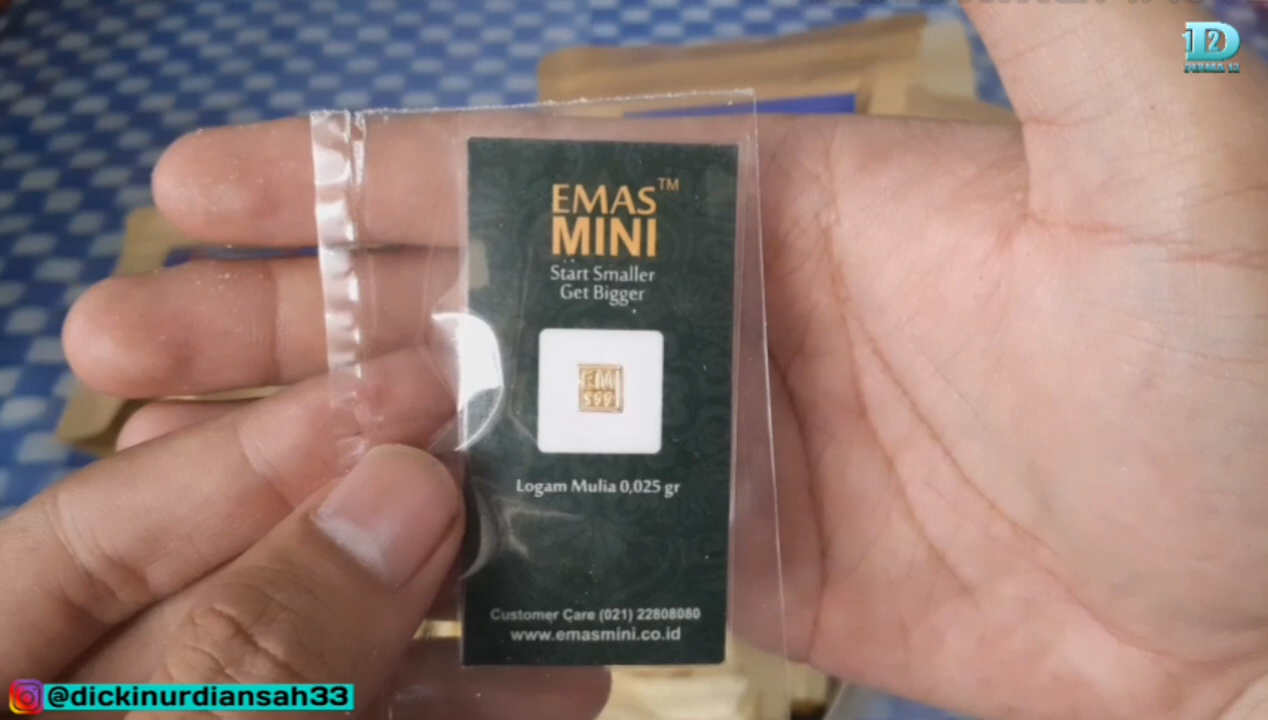 12
D
EMAS™
MINI
Start Smaller
Get Bigger
EM
999
Logam Mulia 0,025 gr
Customer Care (021) 22808080
www.emasmini.co.id
@dickinurdiansah33